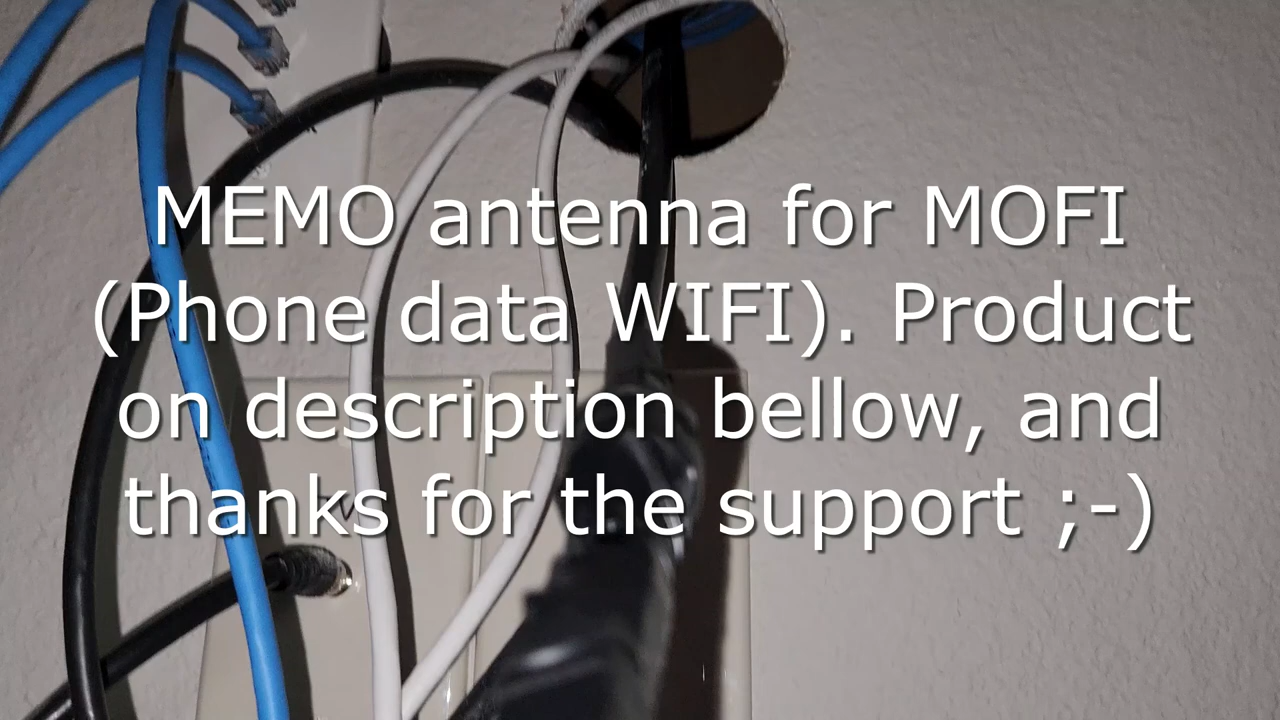 MEMO antenna for MOFI
(Phone data WIFI). Product
on description bellow, and
thanks for the support ;-)